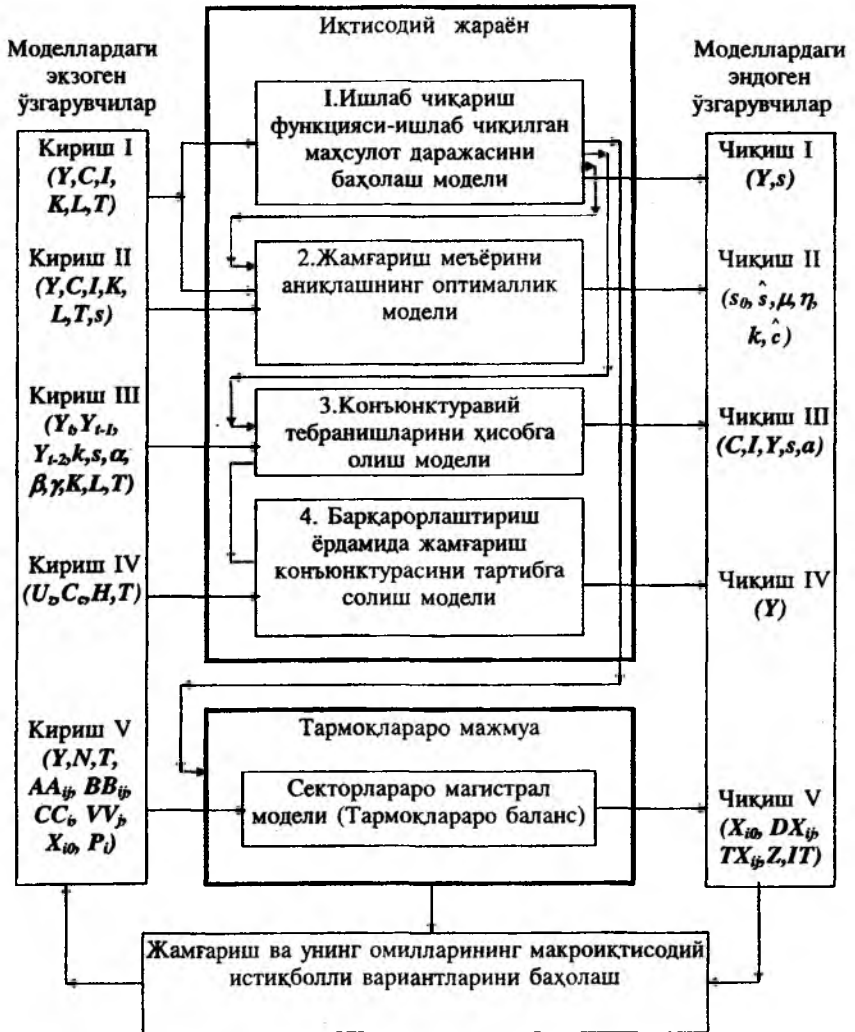 Моделлардаги
экзоген
ўзгарувчилар
Кириш I
(Y,C,I,
K,L,T)
Кириш II
(Y,C,I,K,
L,T,s)
Кириш III
(Yt,Yt-1,
Yt-2,k,s,α,
β,γ,K,L,T)
Кириш IV
(Ut,Ct,H,T)
Кириш V
(Y,N,T,
AAij, BBij,
CCi, VVj,
Xi0, Pi)
Иқтисодий жараён
1.Ишлаб чиқариш
функцияси-ишлаб чиқилган
маҳсулот даражасини
баҳолаш модели
2.Жамғариш меъёрини
аниқлашнинг оптималлик
модели
3.Конъюнктуравий
тебранишларини ҳисобга
олиш модели
4. Барқарорлаштириш
ёрдамида жамғариш
конъюнктурасини тартибга
солиш модели
Тармоқлараро мажмуа
Секторлараро магистрал
модели (Тармоқлараро баланс)
Моделлардаги
эндоген
ўзгарувчилар
Чиқиш I
(Y,s)
Чиқиш II
(s0, ŝ,μ,η,
k,ĉ)
Чиқиш III
(C,I,Y,s,a)
Чиқиш IV
(Y)
Чиқиш V
(Xi0, DXij,
TXij,Z,IT)
Жамғариш ва унинг омилларининг макроиқтисодий
истиқболли вариантларини баҳолаш